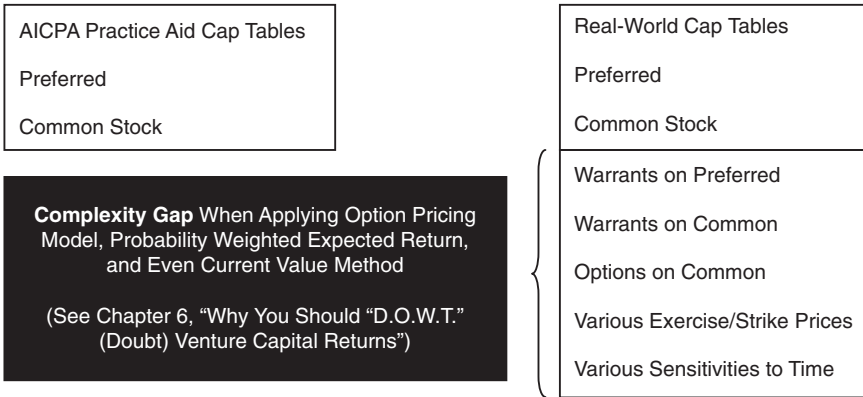 AICPA Practice Aid Cap Tables
Preferred
Common Stock
Complexity Gap When Applying Option Pricing
Model, Probability Weighted Expected Return,
and Even Current Value Method
(See Chapter 6, “Why You Should “D.O.W.T.”
(Doubt) Venture Capital Returns”)
Real-World Cap Tables
Preferred
Common Stock
Warrants on Preferred
Warrants on Common
Options on Common
Various Exercise/Strike Prices
Various Sensitivities to Time